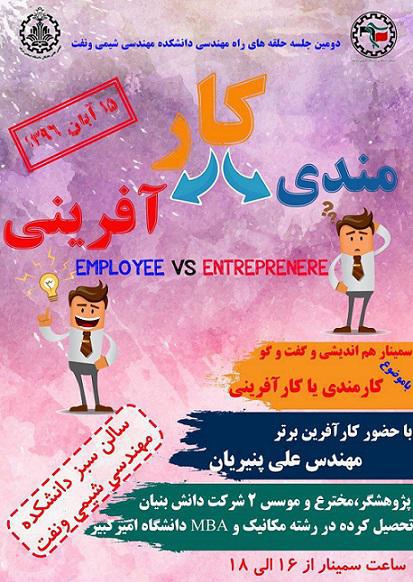 دومین جلسه حلقه های راه مهندسی دانشکده مهندسی شیمی ونفت
۱۵ آبان ۱۳۹۶
کار
مندی
آفرینی
??
EMPLOYEE VS ENTREPRENERE
سمینار هم اندیشی و گفت و گو
باموضوع
کارمندی یا کارآفرینی
با حضور کارآفرین برتر
مهندس علی پنیریان
پژوهشگر،مخترع و موسس ۲ شرکت دانش بنیان
تحصیل کرده در رشته مکانیک و MBA دانشگاه امیرکبیر
سالن سبز دانشکده
مهندسی شیمی ونفت
ساعت سمینار از ۱۶ الی ۱۸